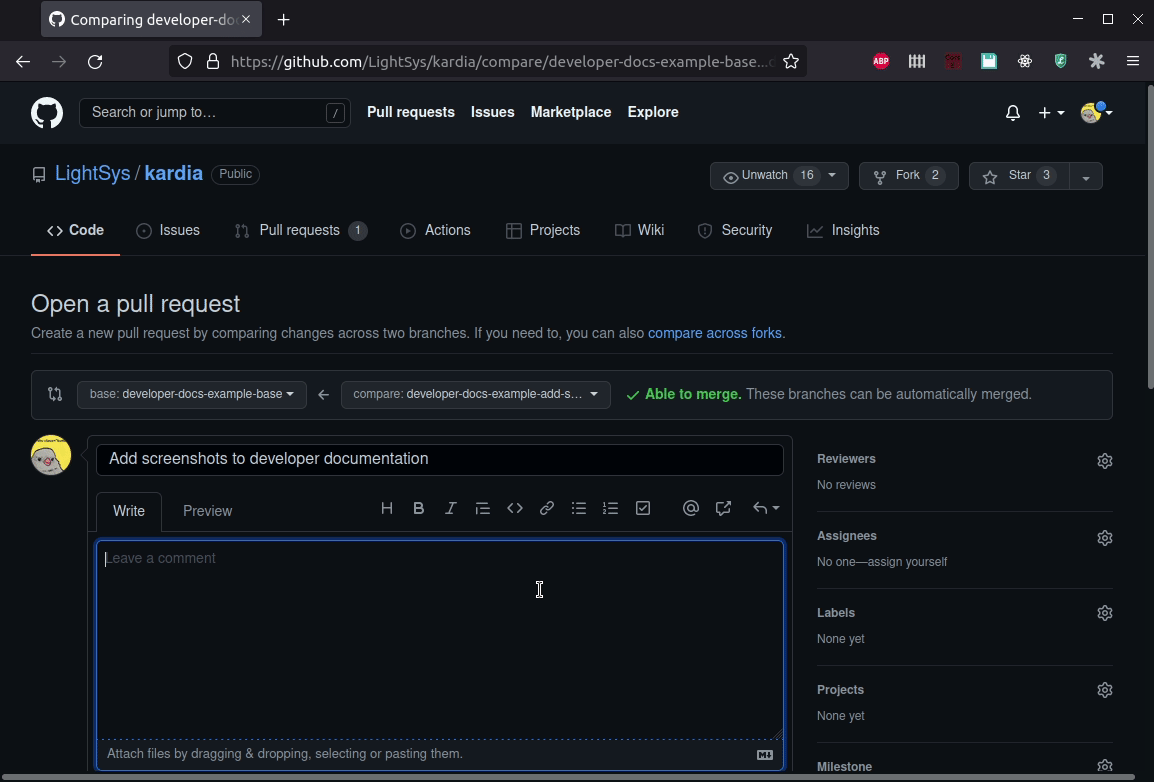 Comparing developer-do
https://github.com/LightSys/kardia/compare/developer-docs-example-base...
ABP
Search or jump to…
/
Pull requests
Issues
Marketplace
Explore
LightSys / kardia
Public
Unwatch 16
Fork 2
Star 3
Code
Issues
Pull requests 1
Actions
Projects
Wiki
Security
Insights
Open a pull request
Create a new pull request by comparing changes across two branches. If you need to, you can also compare across forks.
base: developer-docs-example-base
compare: developer-docs-example-add-s…
Able to merge. These branches can be automatically merged.
Add screenshots to developer documentation
Write
Preview
Leave a comment
Attach files by dragging & dropping, selecting or pasting them.
Reviewers
No reviews
Assignees
No one—assign yourself
Labels
None yet
Projects
None yet
Milestone